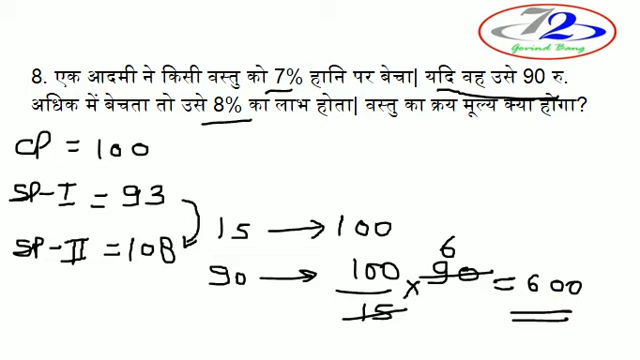 72
Govind Bang
8. एक आदमी ने किसी वस्तु को 7% हानि पर बेचा| यदि वह उसे 90 रु.
अधिक में बेचता तो उसे 8% का लाभ होता| वस्तु का क्रय मूल्य क्या होगा?
CP = 100
SP-I = 93
SP-II = 108
15 → 100
90 → 100/15 × 90 6 = 600